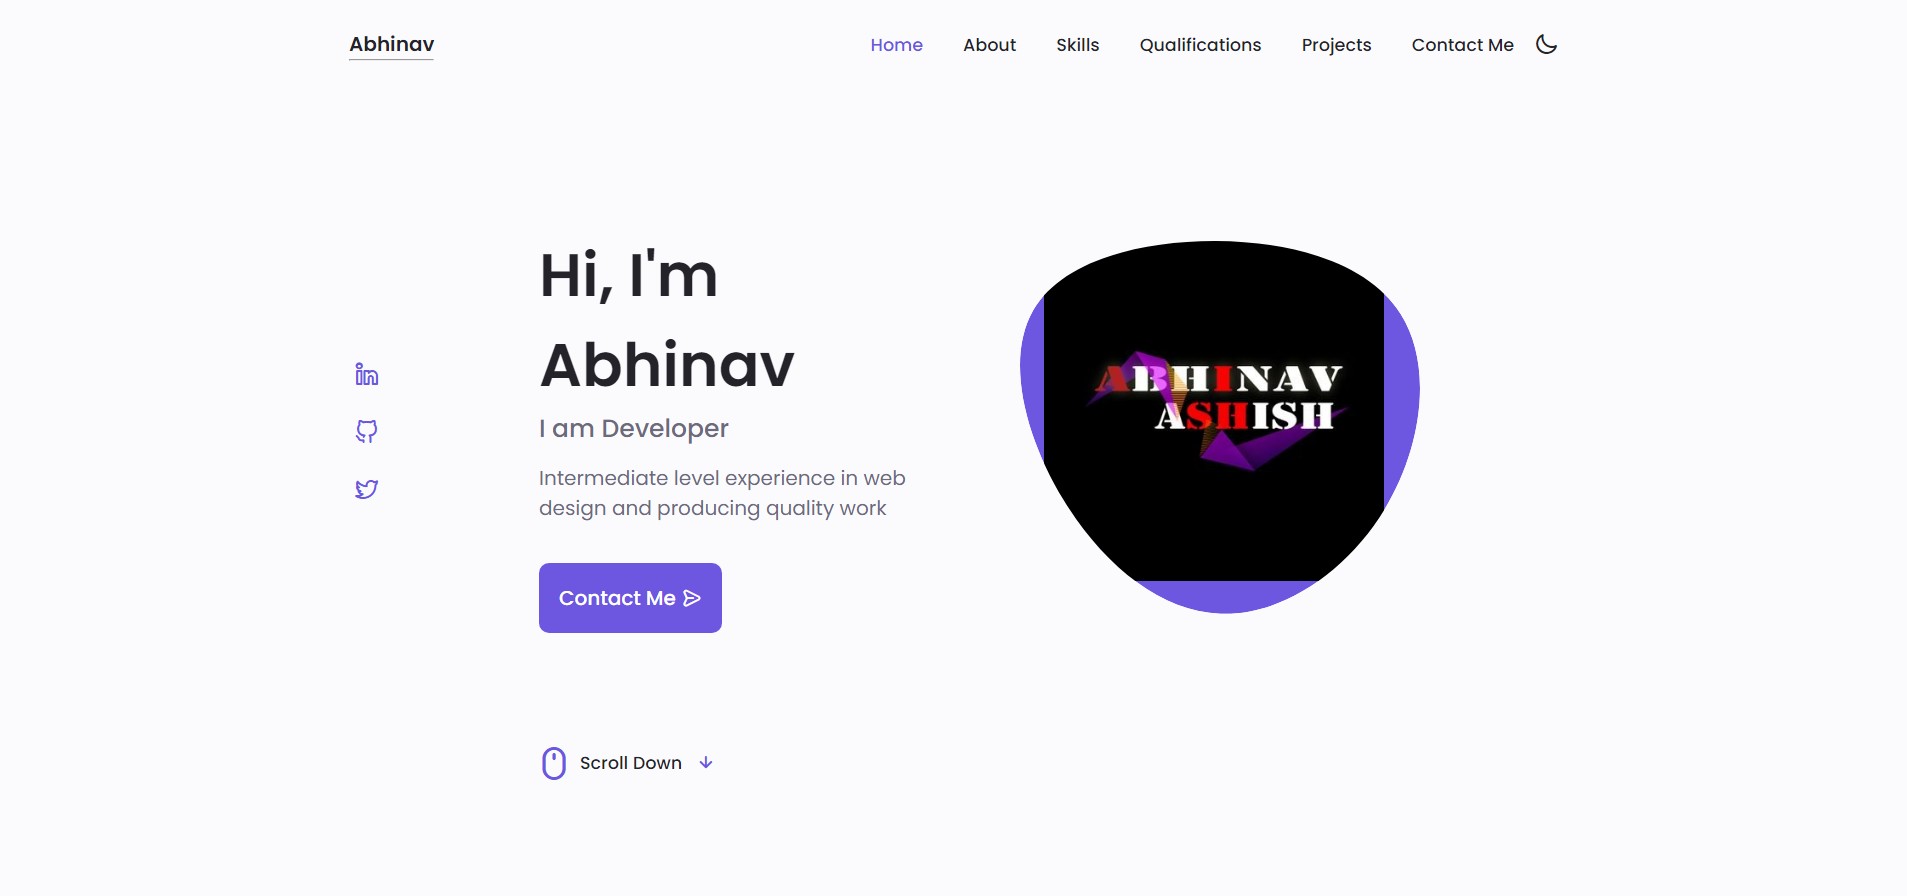 Abhinav
Home About Skills Qualifications Projects Contact Me
Hi, I'm
Abhinav
I am Developer
Intermediate level experience in web
design and producing quality work
Contact Me
Scroll Down
ABHINAV
ASHISH